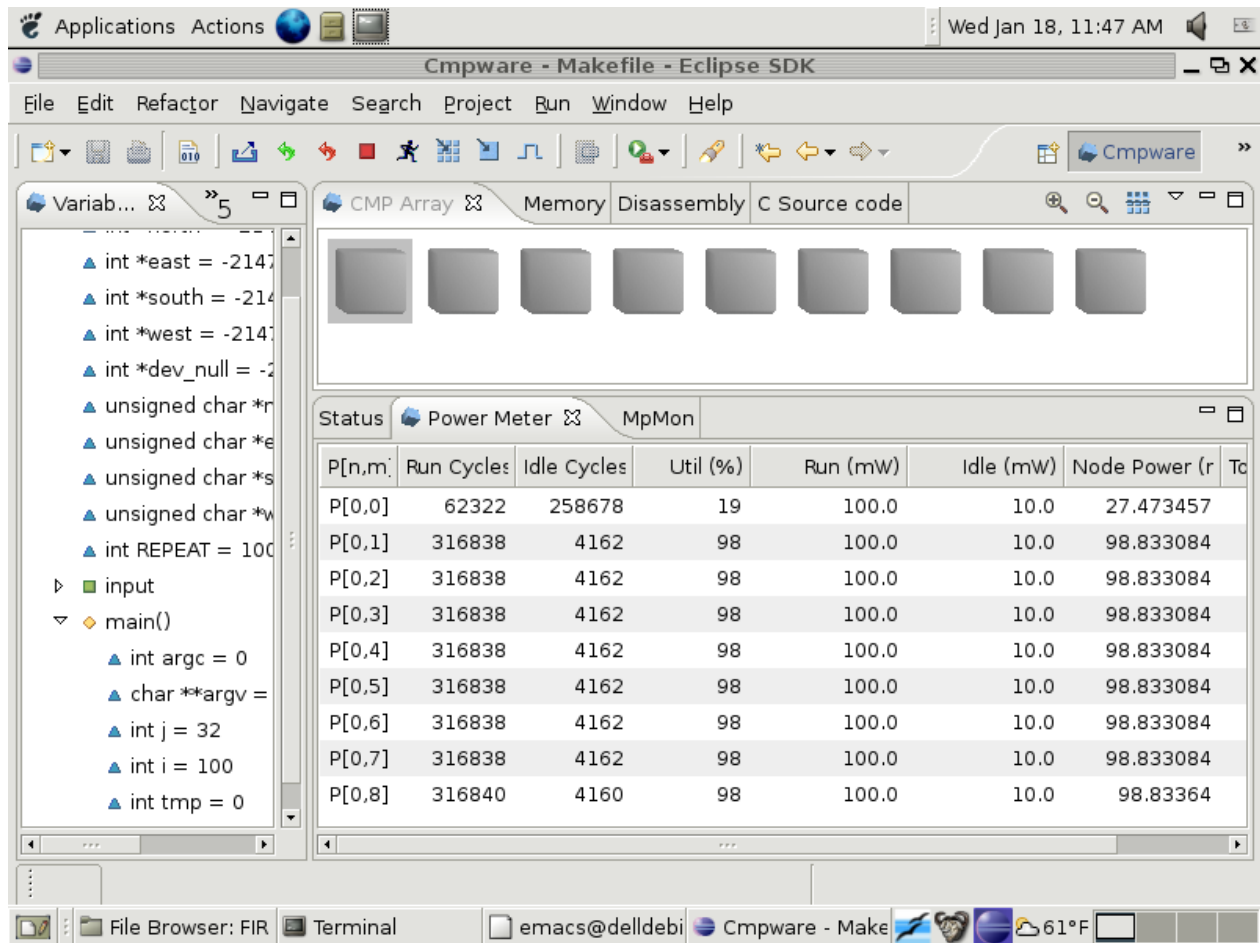 Applications Actions Wed Jan 18, 11:47 AM
Cmpware - Makefile - Eclipse SDK
File Edit Refactor Navigate Search Project Run Window Help
010 Cmpware »
Variab... »5
int *east = -2147
int *south = -214
int *west = -2147
int *dev_null = -2
unsigned char *n
unsigned char *e
unsigned char *s
unsigned char *w
int REPEAT = 100
input
main()
int argc = 0
char **argv =
int j = 32
int i = 100
int tmp = 0
CMP Array Memory Disassembly C Source code
Status Power Meter MpMon
P[n,m] Run Cycles Idle Cycles Util (%) Run (mW) Idle (mW) Node Power (r To
P[0,0] 62322 258678 19 100.0 10.0 27.473457
P[0,1] 316838 4162 98 100.0 10.0 98.833084
P[0,2] 316838 4162 98 100.0 10.0 98.833084
P[0,3] 316838 4162 98 100.0 10.0 98.833084
P[0,4] 316838 4162 98 100.0 10.0 98.833084
P[0,5] 316838 4162 98 100.0 10.0 98.833084
P[0,6] 316838 4162 98 100.0 10.0 98.833084
P[0,7] 316838 4162 98 100.0 10.0 98.833084
P[0,8] 316840 4160 98 100.0 10.0 98.83364
File Browser: FIR Terminal emacs@delldebi Cmpware - Make 61°F